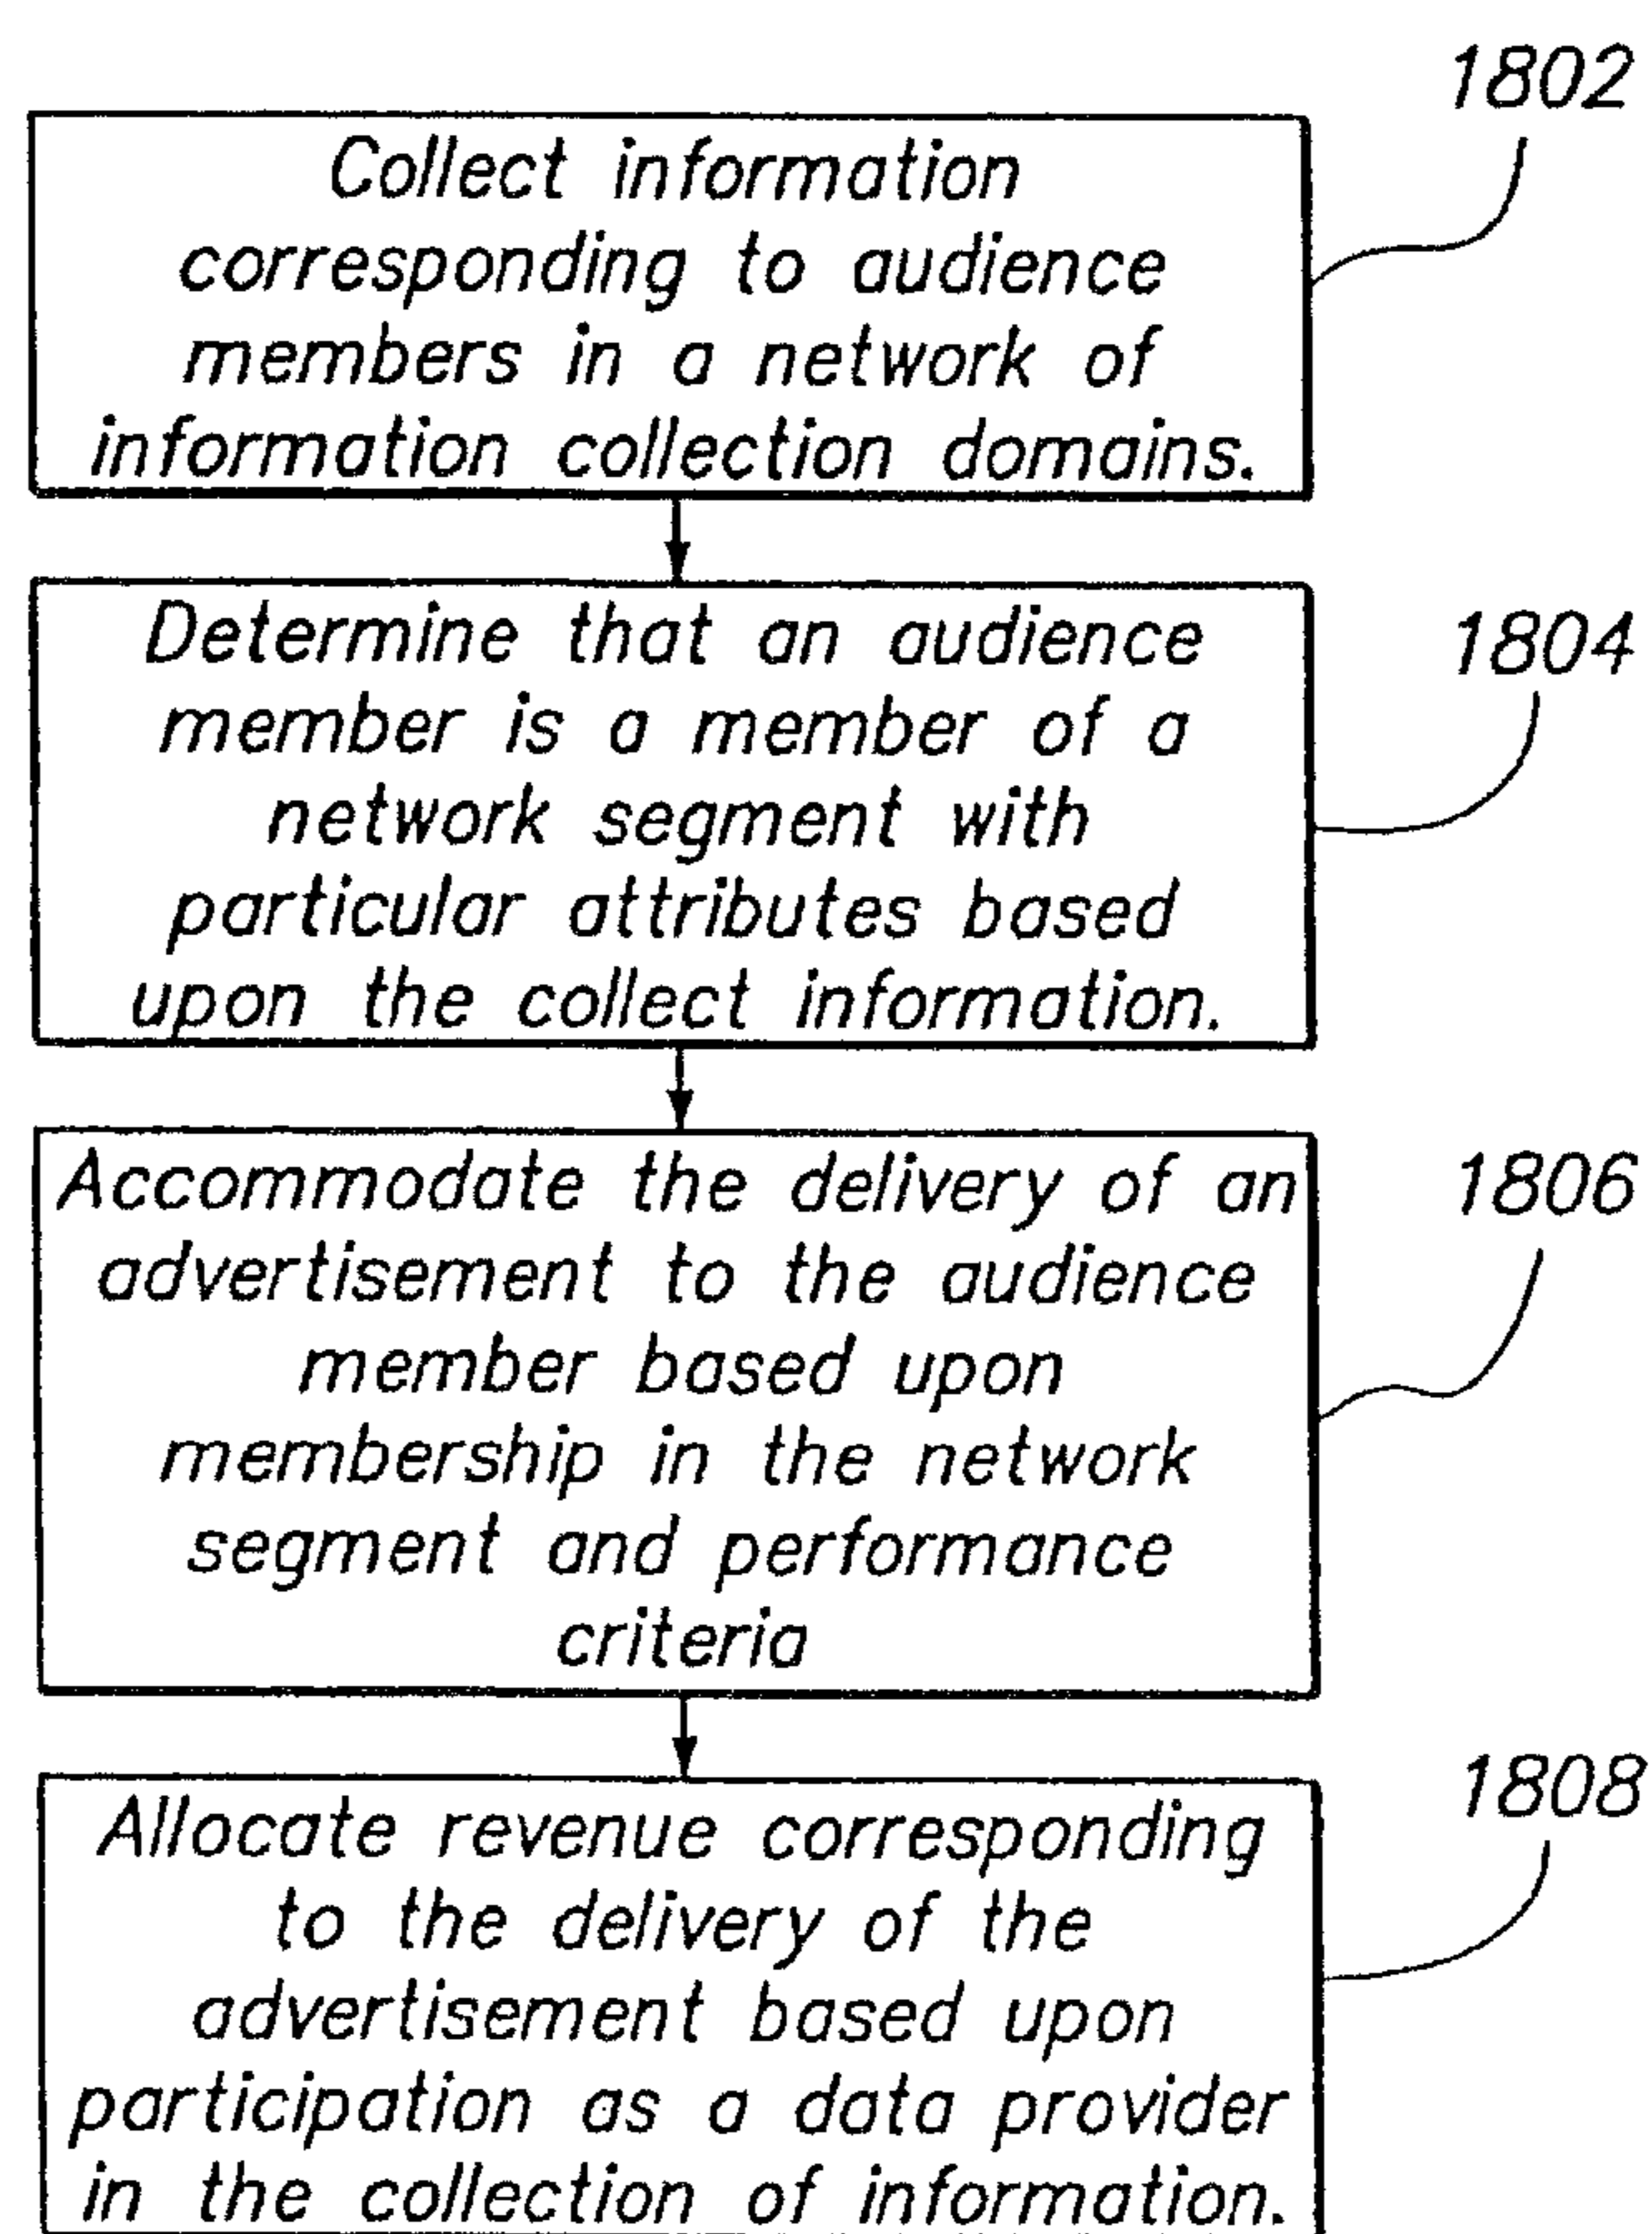 1802
Collect information
corresponding to audience
members in a network of
information collection domains.
Determine that an audience
member is a member of a
network segment with
particular attributes based
upon the collect information.
1804
Accommodate the delivery of an
advertisement to the audience
member based upon
membership in the network
segment and performance
criteria
1806
Allocate revenue corresponding
to the delivery of the
advertisement based upon
participation as a data provider
in the collection of information.
1808